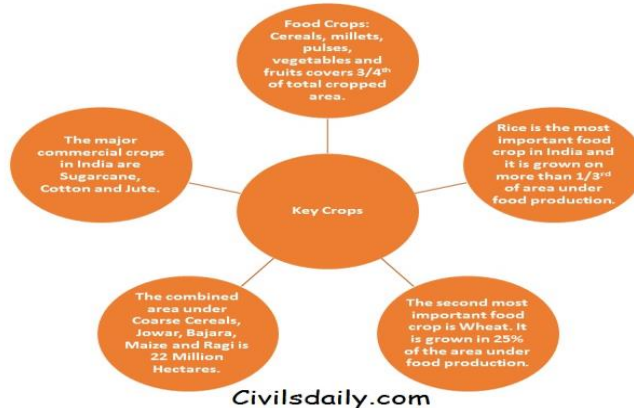 Food Crops:
Cereals, millets,
pulses,
vegetables and
fruits covers 3/4th
of total cropped
area.
The major
commercial crops
in India are
Sugarcane,
Cotton and Jute.
Rice is the most
important food
crop in India and
it is grown on
more than 1/3rd
of area under
food production.
Key Crops
The combined
area under
Coarse Cereals,
Jowar, Bajara,
Maize and Ragi is
22 Million
Hectares.
The second most
important food
crop is Wheat. It
is grown in 25%
of the area under
food production.
Civilsdaily.com